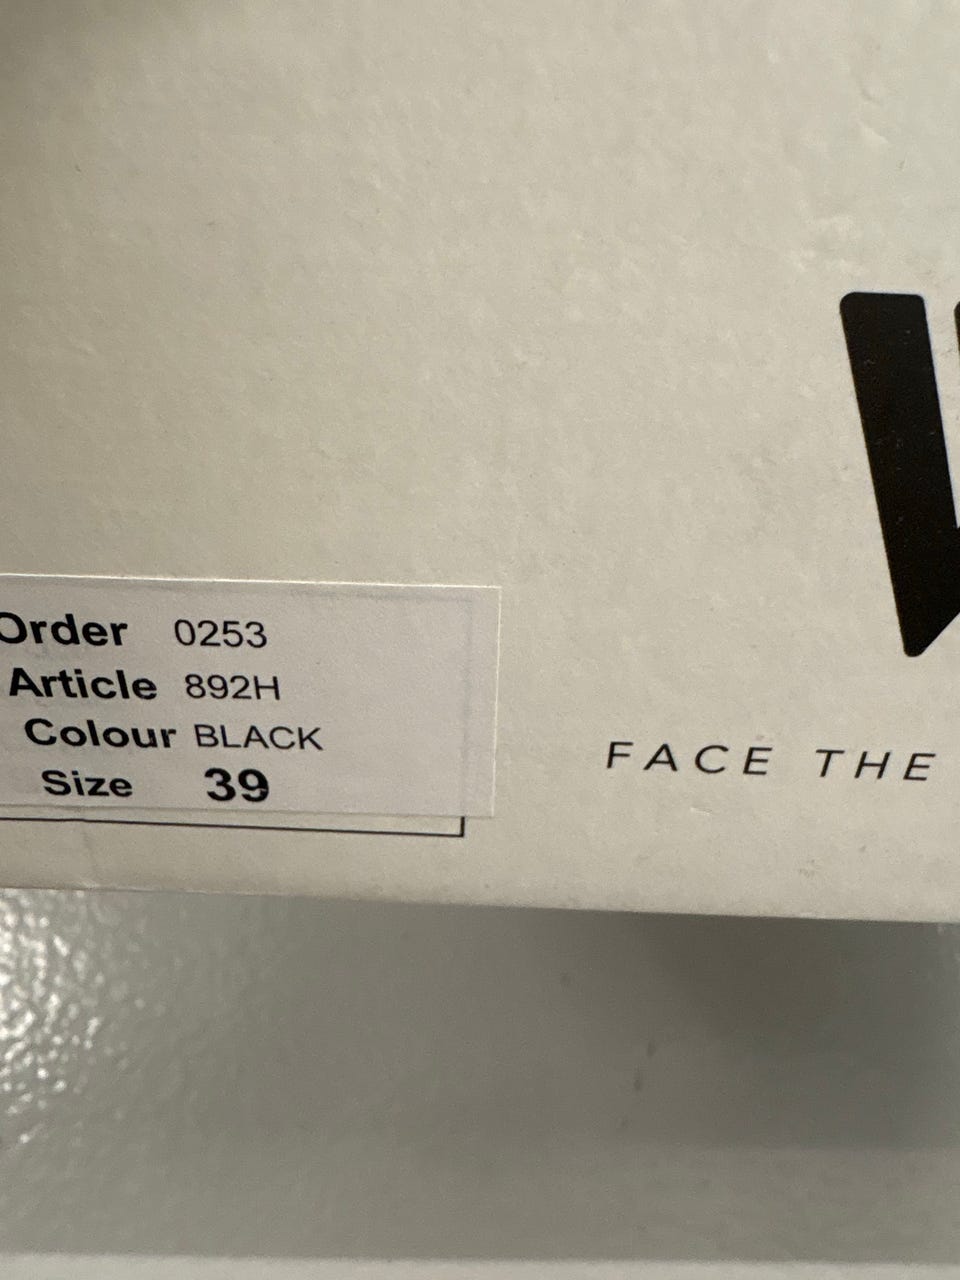 Order 0253
Article 892H
Colour BLACK
Size 39
FACE THE